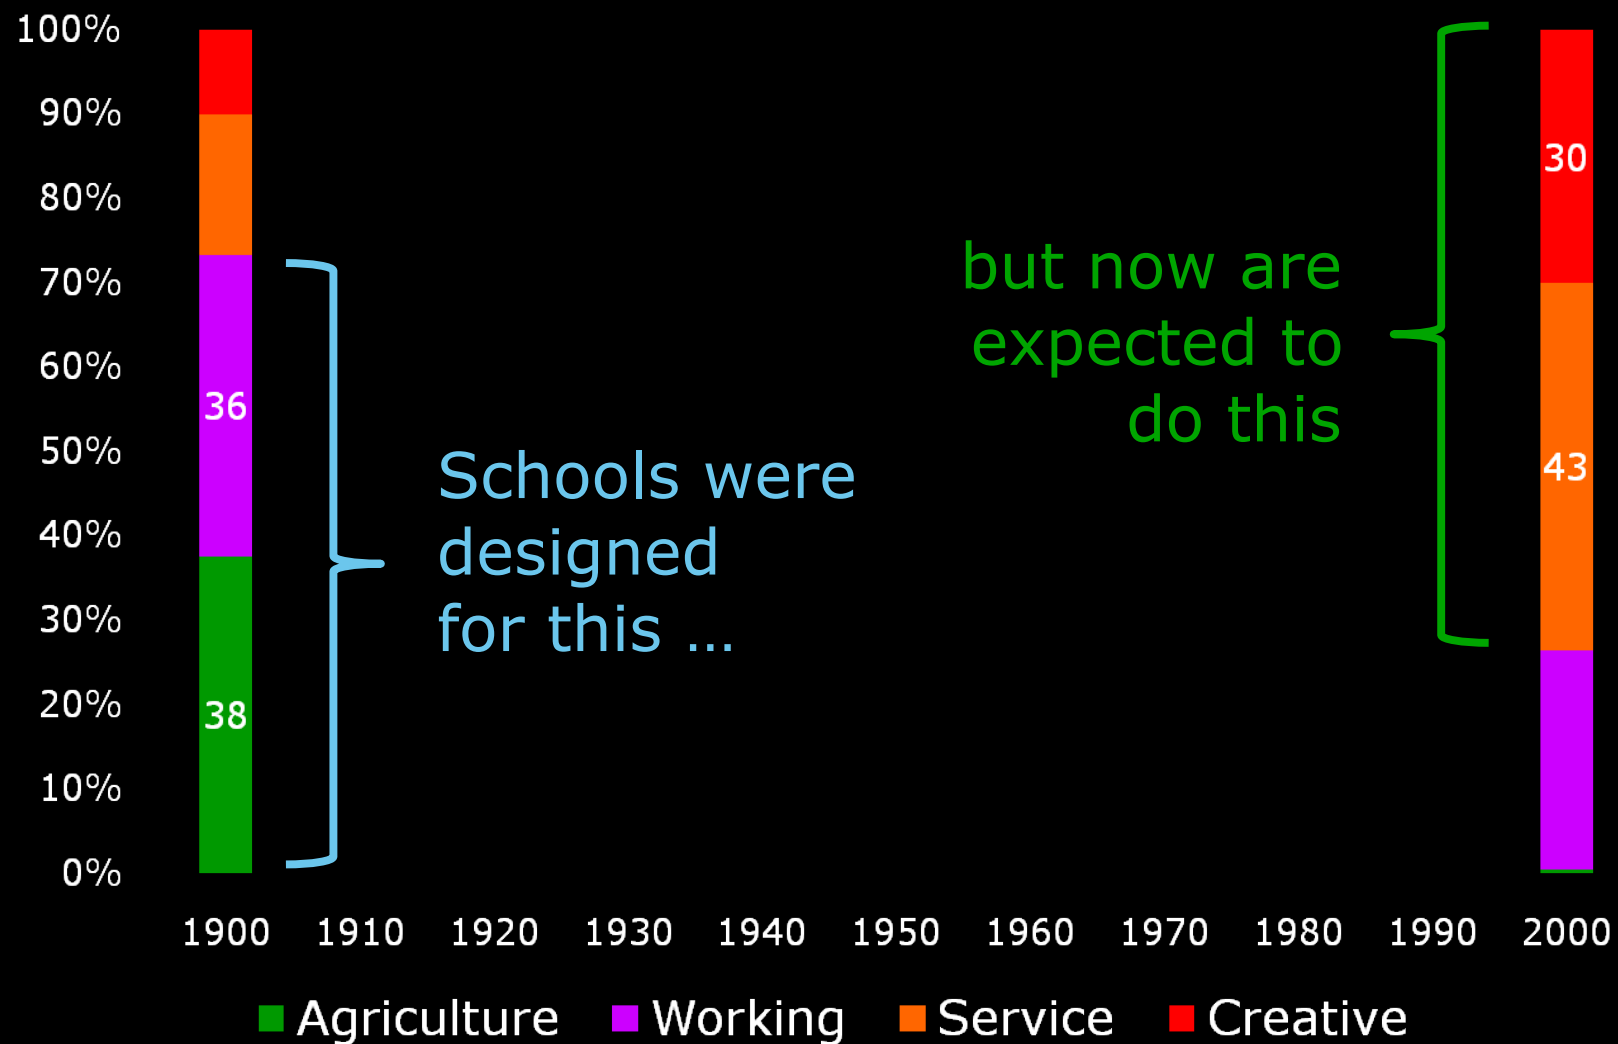 100%
90%
80%
70%
60%
50%
40%
30%
20%
10%
0%
36
38
Schools were
designed
for this …
but now are
expected to
do this
30
43
1900 1910 1920 1930 1940 1950 1960 1970 1980 1990 2000
Agriculture Working Service Creative